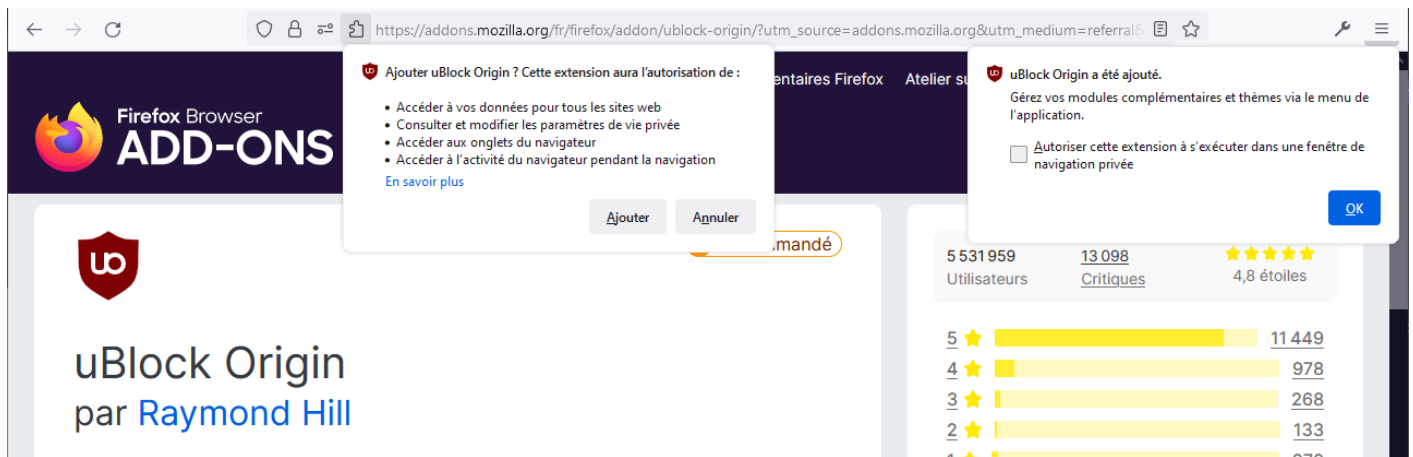 https://addons.mozilla.org/fr/firefox/addon/ublock-origin/?utm_source=addons.mozilla.org&utm_medium=referral&
Firefox Browser
ADD-ONS
Ajouter uBlock Origin ? Cette extension aura l'autorisation de :
• Accéder à vos données pour tous les sites web
• Consulter et modifier les paramètres de vie privée
• Accéder aux onglets du navigateur
• Accéder à l'activité du navigateur pendant la navigation
En savoir plus
Ajouter Annuler
entaires Firefox Atelier su
uBlock Origin a été ajouté.
Gérez vos modules complémentaires et thèmes via le menu de
l'application.
Autoriser cette extension à s'exécuter dans une fenêtre de
navigation privée
OK
mandé
uBlock Origin
par Raymond Hill
5 531 959 13 098
Utilisateurs Critiques 4,8 étoiles
5 11 449
4 978
3 268
2 133